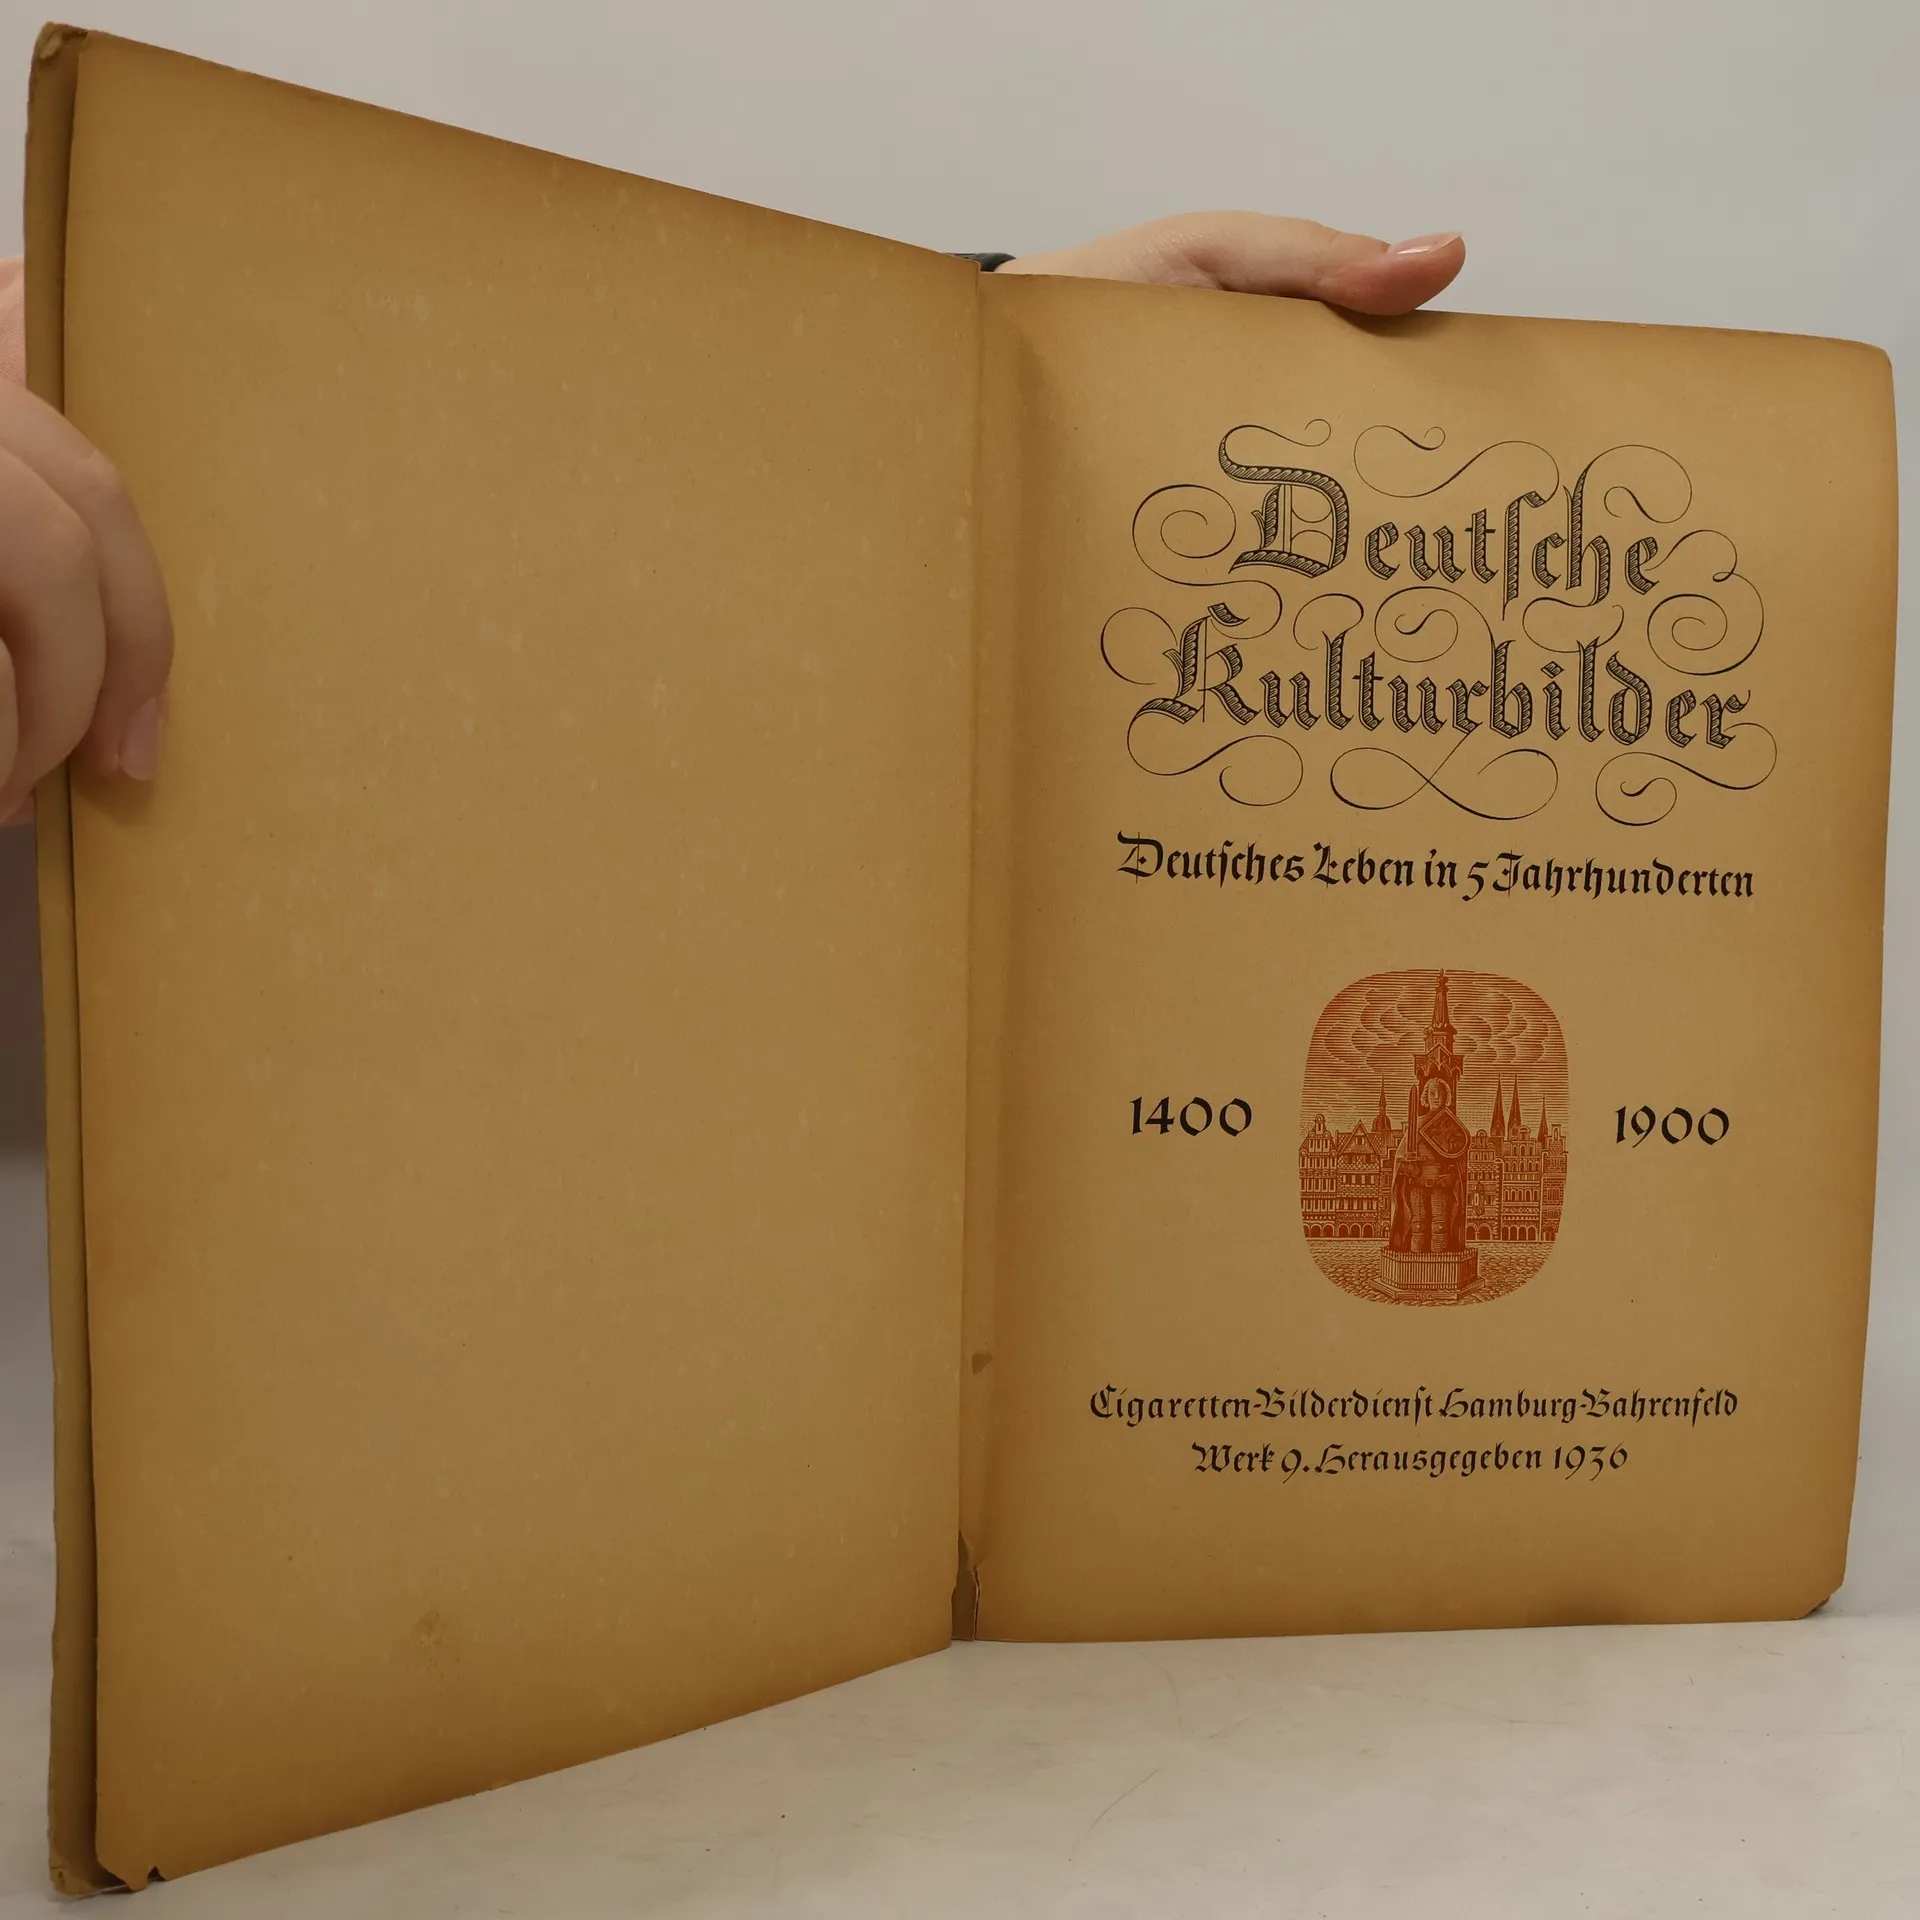 Deutſche
Kulturbilder
Deutſches Leben in 5 Jahrhunderten
1400 1900
Cigaretten-Bilderdienſt Hamburg-Bahrenfeld
Werk 9. Herausgegeben 1936